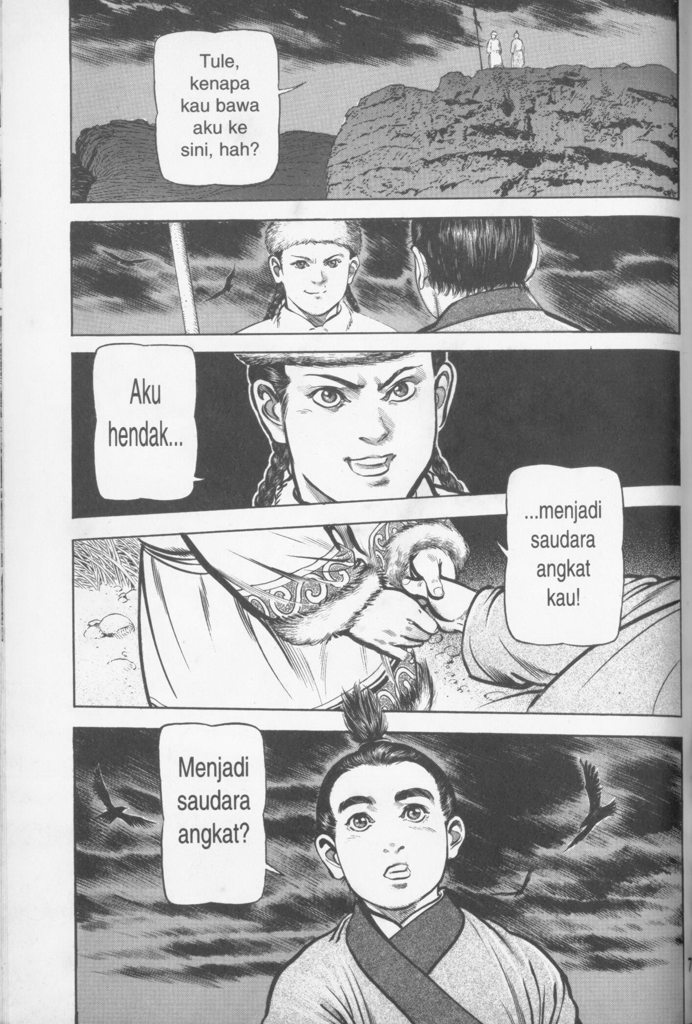 Tule,
kenapa
kau bawa
aku ke
sini, hah?
Aku
hendak...
...menjadi
saudara
angkat
kau!
Menjadi
saudara
angkat?